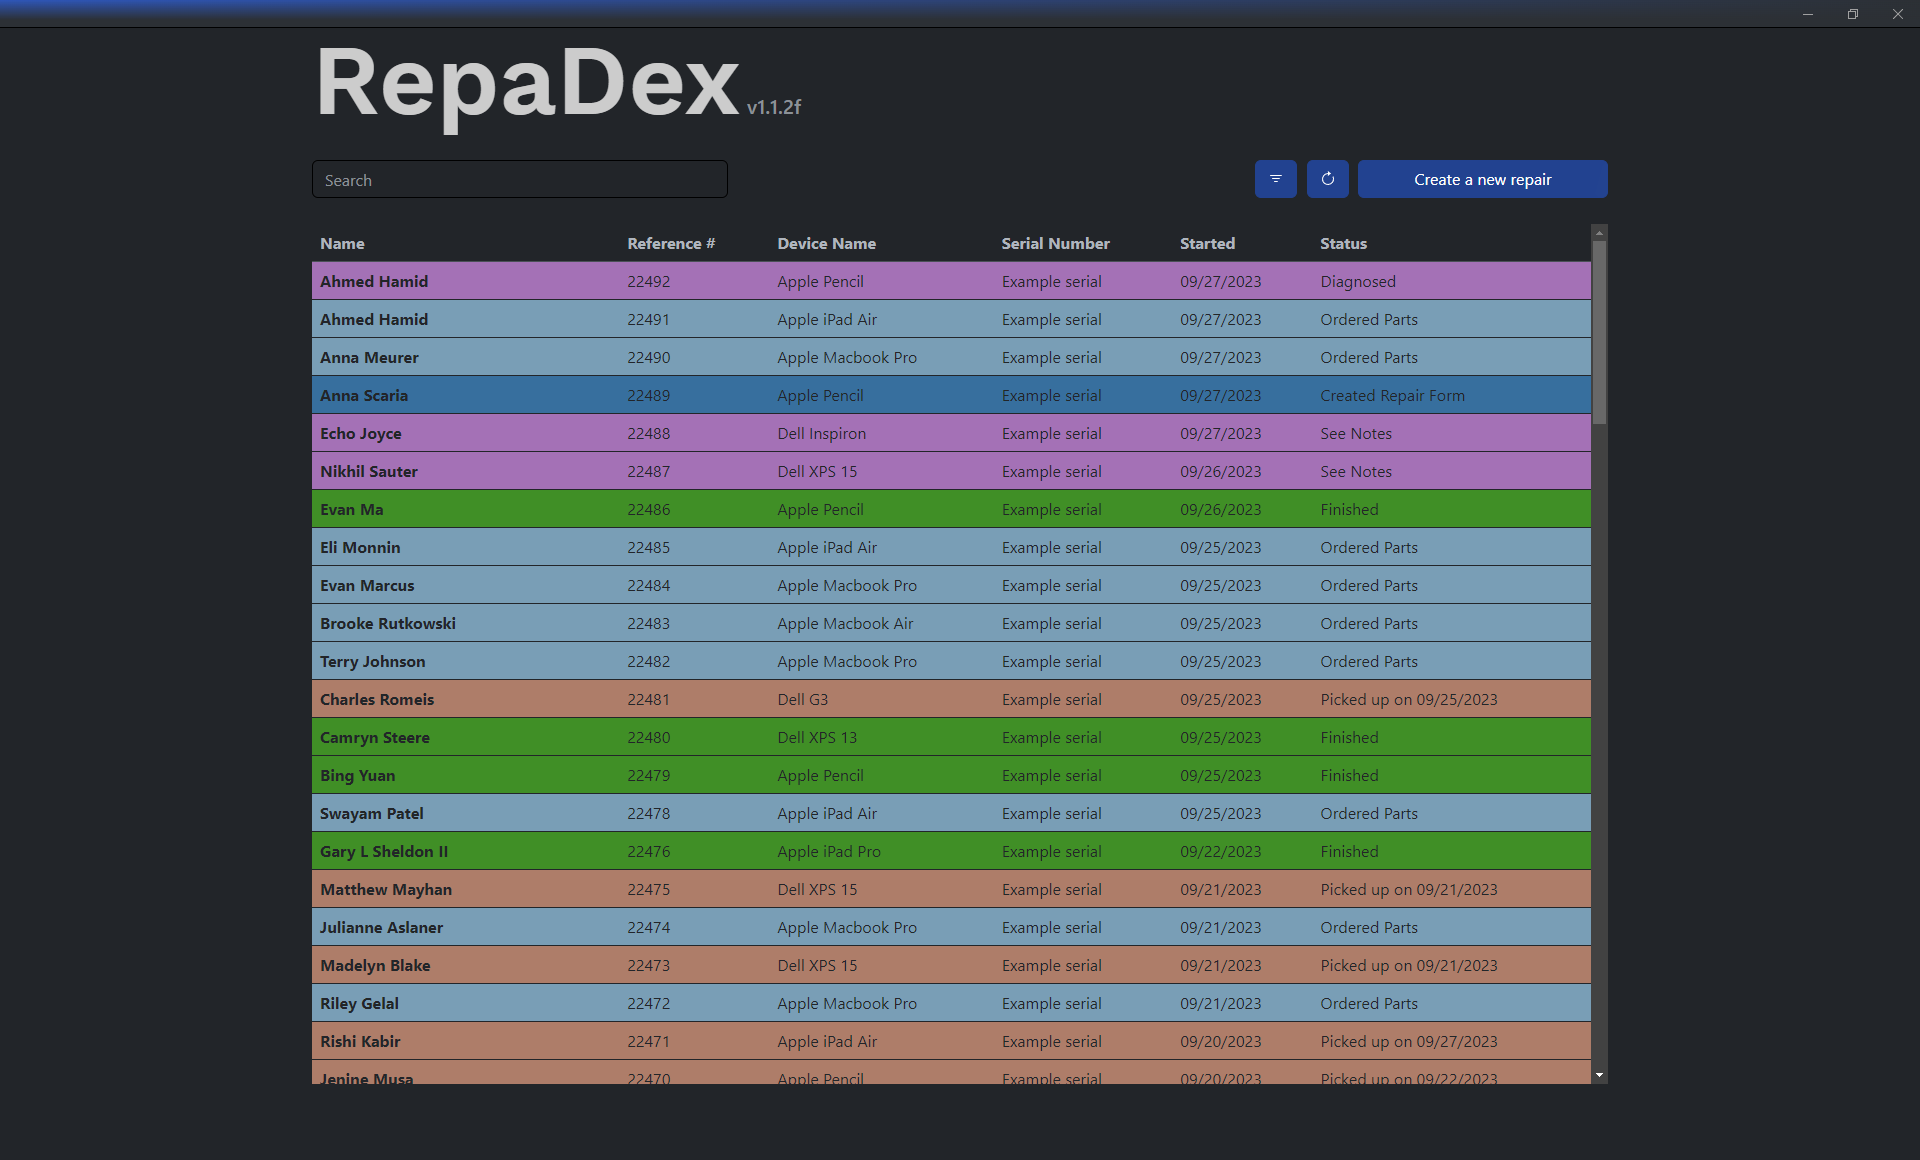 RepaDex v1.1.2f
Search
Create a new repair
Name Reference # Device Name Serial Number Started Status
Ahmed Hamid 22492 Apple Pencil Example serial 09/27/2023 Diagnosed
Ahmed Hamid 22491 Apple iPad Air Example serial 09/27/2023 Ordered Parts
Anna Meurer 22490 Apple Macbook Pro Example serial 09/27/2023 Ordered Parts
Anna Scaria 22489 Apple Pencil Example serial 09/27/2023 Created Repair Form
Echo Joyce 22488 Dell Inspiron Example serial 09/27/2023 See Notes
Nikhil Sauter 22487 Dell XPS 15 Example serial 09/26/2023 See Notes
Evan Ma 22486 Apple Pencil Example serial 09/26/2023 Finished
Eli Monnin 22485 Apple iPad Air Example serial 09/25/2023 Ordered Parts
Evan Marcus 22484 Apple Macbook Pro Example serial 09/25/2023 Ordered Parts
Brooke Rutkowski 22483 Apple Macbook Air Example serial 09/25/2023 Ordered Parts
Terry Johnson 22482 Apple Macbook Pro Example serial 09/25/2023 Ordered Parts
Charles Romeis 22481 Dell G3 Example serial 09/25/2023 Picked up on 09/25/2023
Camryn Steere 22480 Dell XPS 13 Example serial 09/25/2023 Finished
Bing Yuan 22479 Apple Pencil Example serial 09/25/2023 Finished
Swayam Patel 22478 Apple iPad Air Example serial 09/25/2023 Ordered Parts
Gary L Sheldon II 22476 Apple iPad Pro Example serial 09/22/2023 Finished
Matthew Mayhan 22475 Dell XPS 15 Example serial 09/21/2023 Picked up on 09/21/2023
Julianne Aslaner 22474 Apple Macbook Pro Example serial 09/21/2023 Ordered Parts
Madelyn Blake 22473 Dell XPS 15 Example serial 09/21/2023 Picked up on 09/21/2023
Riley Gelal 22472 Apple Macbook Pro Example serial 09/21/2023 Ordered Parts
Rishi Kabir 22471 Apple iPad Air Example serial 09/20/2023 Picked up on 09/27/2023
Jenine Musa 22470 Apple Pencil Example serial 09/20/2023 Picked up on 09/22/2023